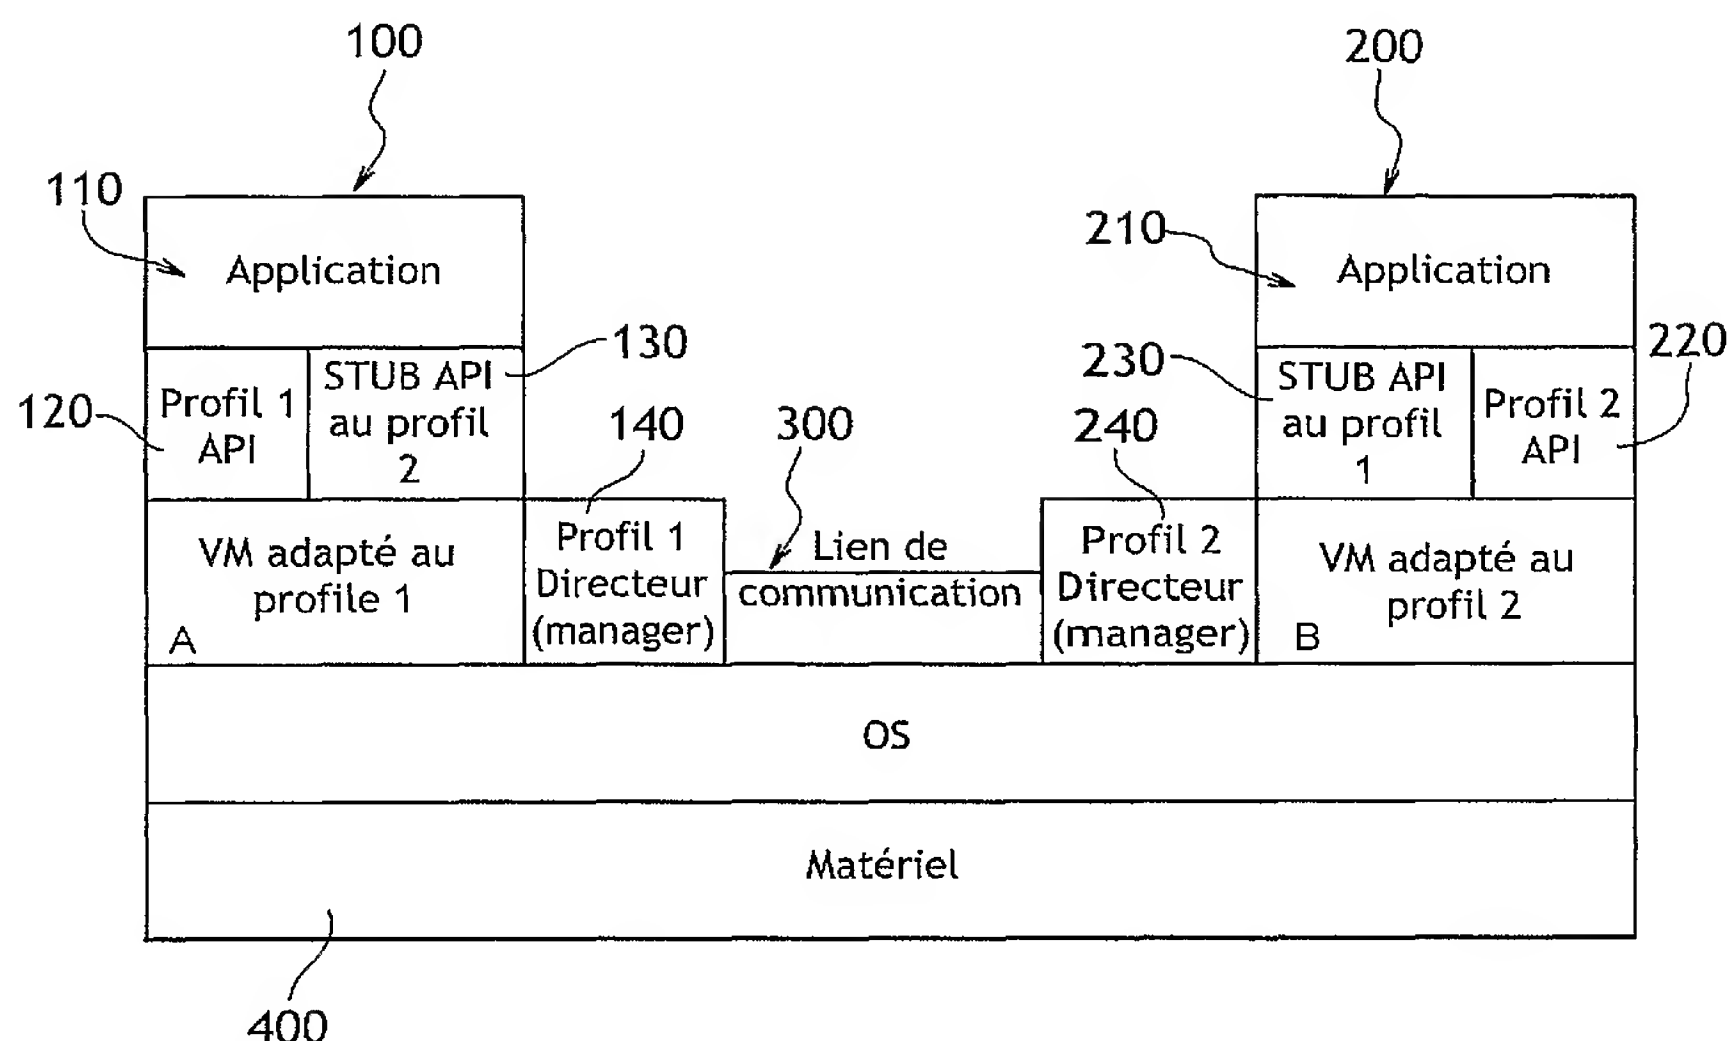 100
200
110
210
Application
Application
120
Profil 1
API
STUB API
au profil
2
130
140
300
240
230
STUB API
au profil
1
Profil 2
API
220
VM adapté au
profile 1
A
Profil 1
Directeur
(manager)
Lien de
communication
Profil 2
Directeur
(manager)
VM adapté au
profil 2
B
OS
Matériel
400